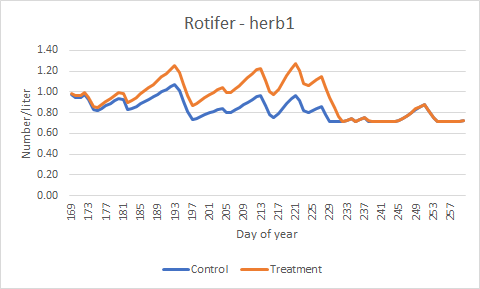 Rotifer - herb1
1.40
1.20
1.00
0.80
0.60
0.40
0.20
0.00
Number/liter
169 173 177 181 185 189 193 197 201 205 209 213 217 221 225 229 233 237 241 245 249 253 257
Day of year
Control Treatment